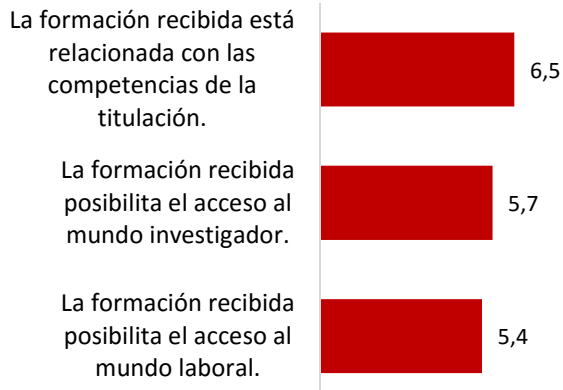 La formación recibida está
relacionada con las
competencias de la
titulación.
6,5
La formación recibida
posibilita el acceso al
mundo investigador.
5,7
La formación recibida
posibilita el acceso al
mundo laboral.
5,4